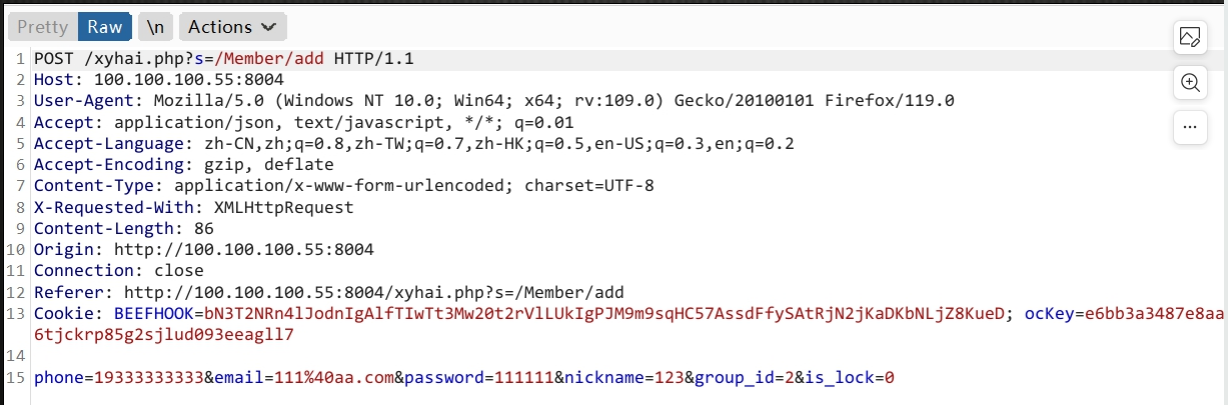 Pretty Raw \n Actions
1 POST /xyhai.php?s=/Member/add HTTP/1.1
2 Host: 100.100.100.55:8004
3 User-Agent: Mozilla/5.0 (Windows NT 10.0; Win64; x64; rv:109.0) Gecko/20100101 Firefox/119.0
4 Accept: application/json, text/javascript, */*; q=0.01
5 Accept-Language: zh-CN,zh;q=0.8,zh-TW;q=0.7,zh-HK;q=0.5,en-US;q=0.3,en;q=0.2
6 Accept-Encoding: gzip, deflate
7 Content-Type: application/x-www-form-urlencoded; charset=UTF-8
8 X-Requested-With: XMLHttpRequest
9 Content-Length: 86
10 Origin: http://100.100.100.55:8004
11 Connection: close
12 Referer: http://100.100.100.55:8004/xyhai.php?s=/Member/add
13 Cookie: BEEFHOOK=bN3T2NRn4lJodnIgAlfTIwTt3Mw20t2rVlLUkIgPJM9m9sqHC57AssdFfySAtRjN2jKaDKbNLjZ8KueD; ocKey=e6bb3a3487e8aa
6tjckrp85g2sjlud093eeagll7
14
15 phone=19333333333&email=111%40aa.com&password=111111&nickname=123&group_id=2&is_lock=0